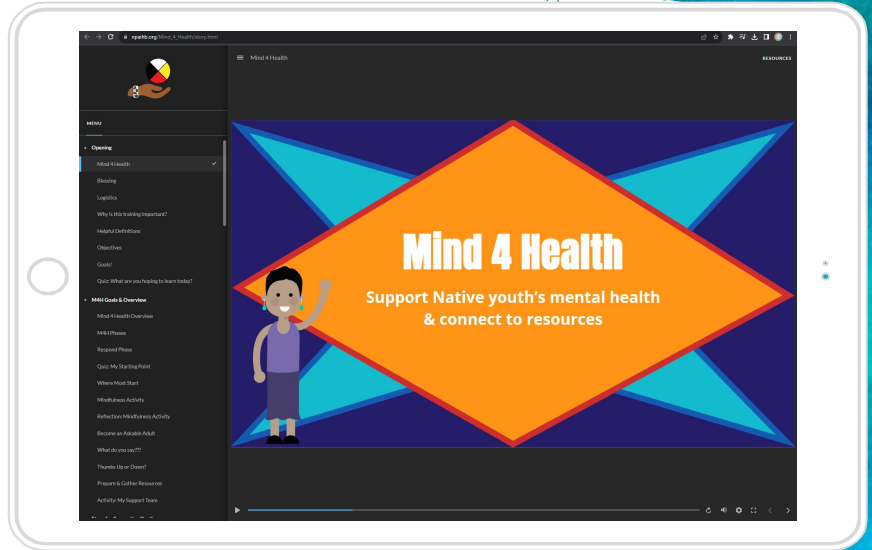 npaihb.org/Mind_4_Health/story.html
Mind 4 Health
RESOURCES
MENU
Opening
Mind 4 Health
Blessing
Logistics
Why is this training important?
Helpful Definitions
Objectives
Goals!
Quiz: What are you hoping to learn today?
M4H Goals & Overview
Mind 4 Health Overview
M4H Phases
Respond Phase
Quiz: My Starting Point
Where Most Start
Mindfulness Activity
Reflection: Mindfulness Activity
Become an Askable Adult
What do you say???
Thumbs Up or Down?
Prepare & Gather Resources
Activity: My Support Team
Mind 4 Health
Support Native youth's mental health
& connect to resources